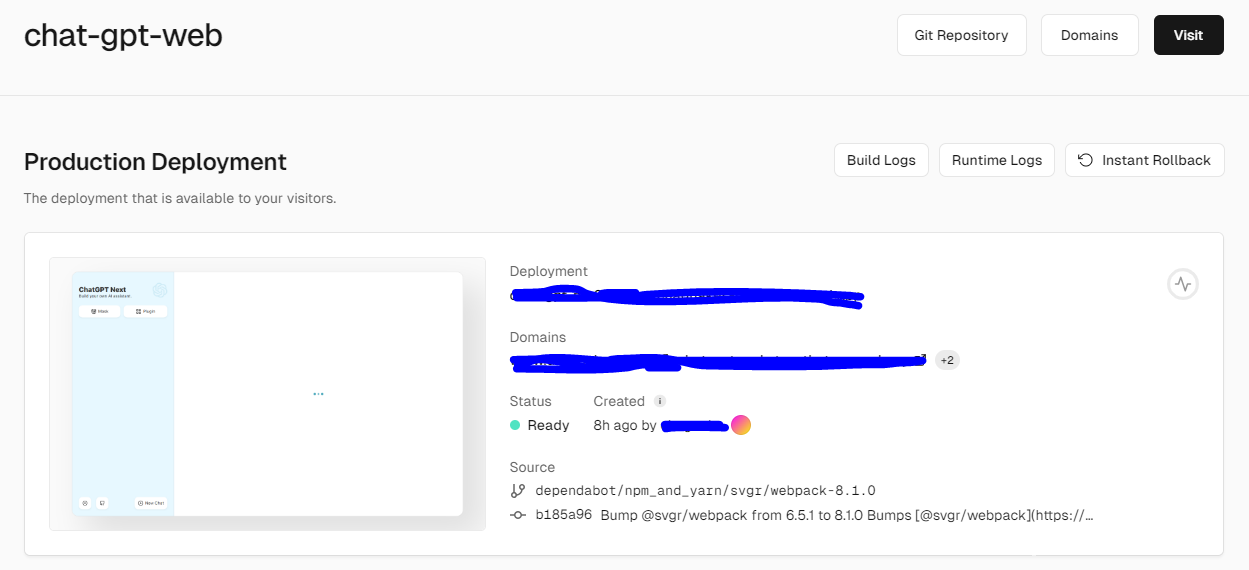 chat-gpt-web
Git Repository
Domains
Visit
Production Deployment
Build Logs
Runtime Logs
Instant Rollback
The deployment that is available to your visitors.
ChatGPT Next
Build your own AI assistant.
Mask
Plugin
New Chat
Deployment
Domains
+2
Status
Created
i
Ready
8h ago by
Source
dependabot/npm_and_yarn/svgr/webpack-8.1.0
b185a96 Bump @svgr/webpack from 6.5.1 to 8.1.0 Bumps [@svgr/webpack](https://…